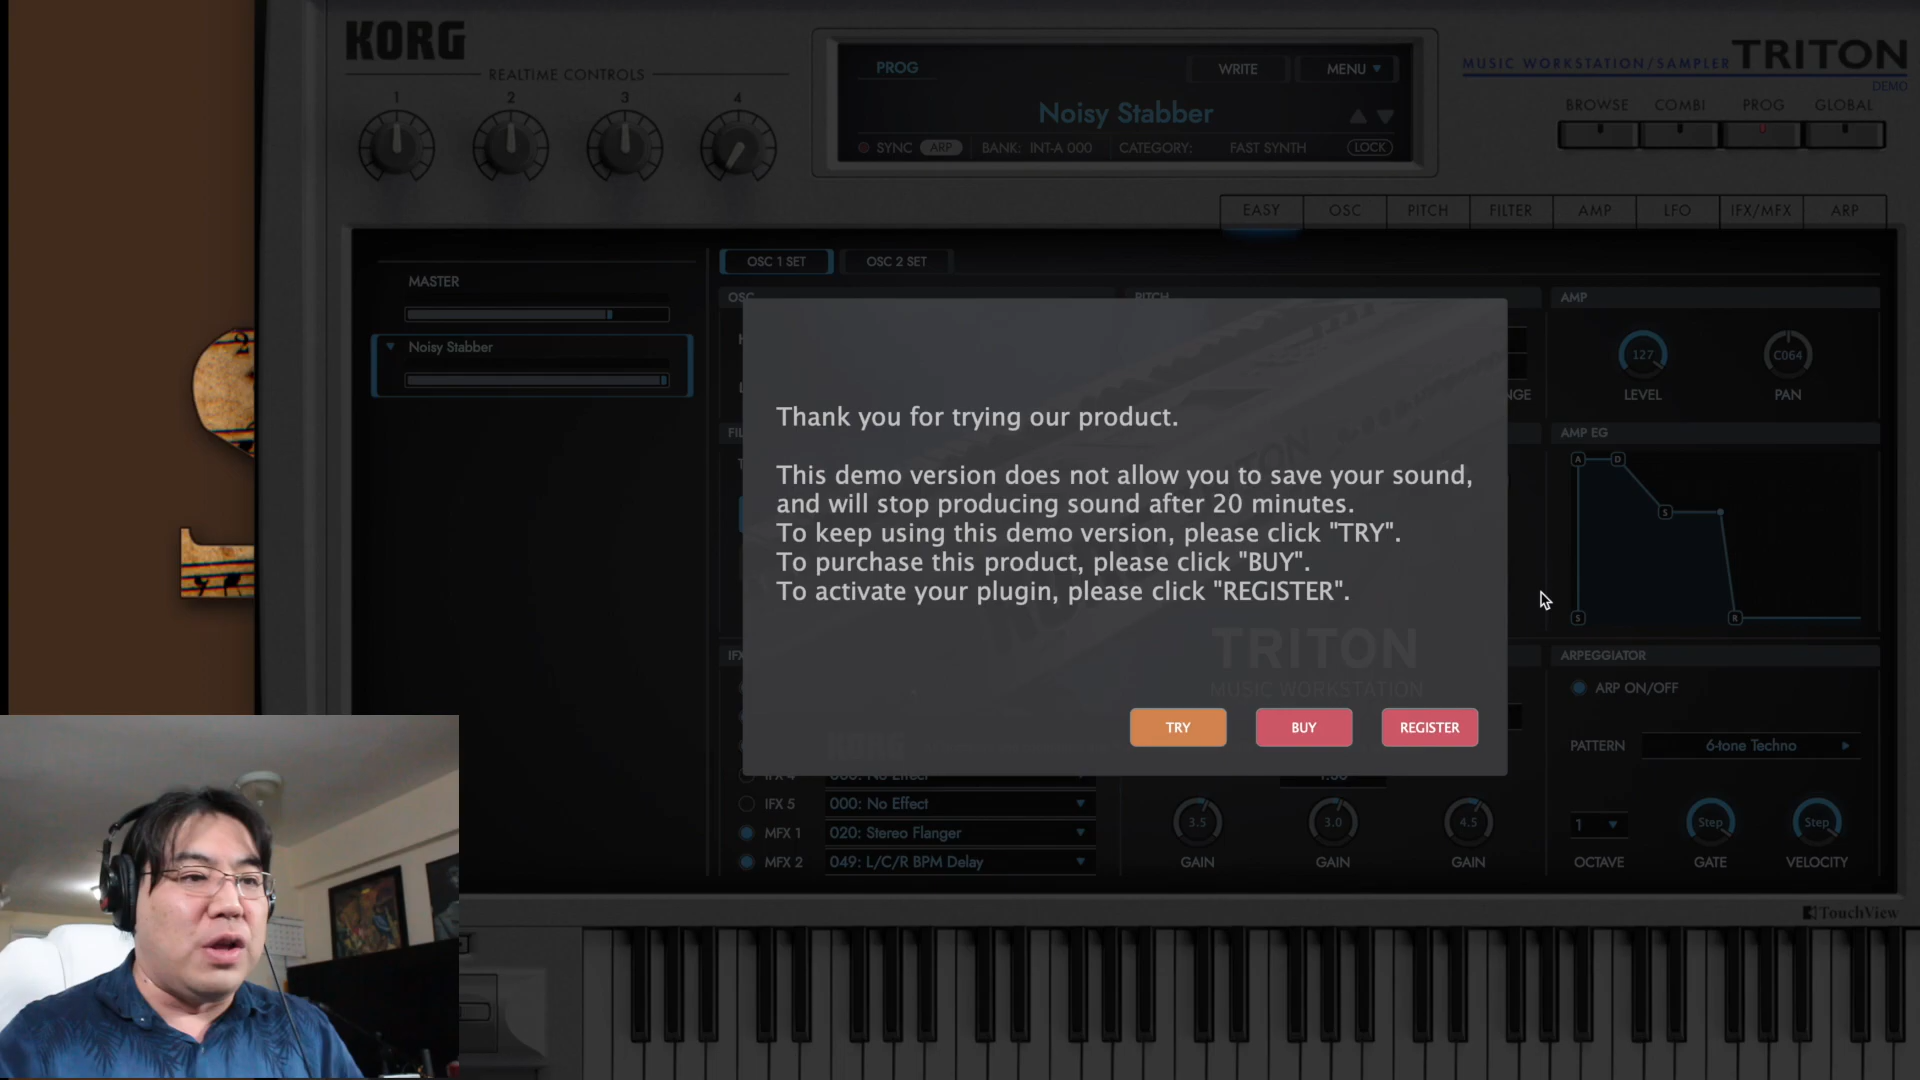 KORG
REALTIME CONTROLS
1 2 3 4
PROG
WRITE
MENU
Noisy Stabber
SYNC ARP BANK: INT-A 000 CATEGORY: FAST SYNTH LOCK
MUSIC WORKSTATION/SAMPLER TRITON
DEMO
BROWSE COMBI PROG GLOBAL
EASY OSC PITCH FILTER AMP LFO IFX/MFX ARP
MASTER
Noisy Stabber
OSC 1 SET OSC 2 SET
OSC
PITCH
AMP
127 C064
LEVEL PAN
AMP EG
A D
S
S R
Thank you for trying our product.
This demo version does not allow you to save your sound,
and will stop producing sound after 20 minutes.
To keep using this demo version, please click "TRY".
To purchase this product, please click "BUY".
To activate your plugin, please click "REGISTER".
TRITON
MUSIC WORKSTATION
TRY BUY REGISTER
IFX 4 000: No Effect
IFX 5 000: No Effect
MFX 1 020: Stereo Flanger
MFX 2 049: L/C/R BPM Delay
3.5 3.0 4.5
GAIN GAIN GAIN
ARPEGGIATOR
ARP ON/OFF
PATTERN 6-tone Techno
1 Step Step
OCTAVE GATE VELOCITY
TouchView